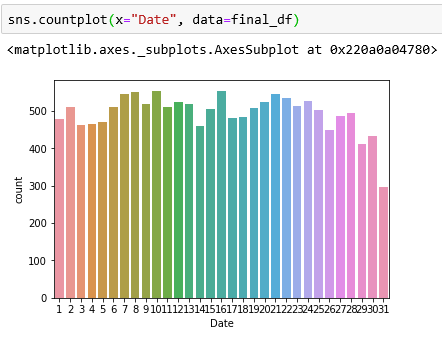 sns.countplot(x="Date", data=final_df)
<matplotlib.axes._subplots.AxesSubplot at 0x220a0a04780>
500
400
300
200
100
0
count
1 2 3 4 5 6 7 8 9 10 11 12 13 14 15 16 17 18 19 20 21 22 23 24 25 26 27 28 29 30 31
Date